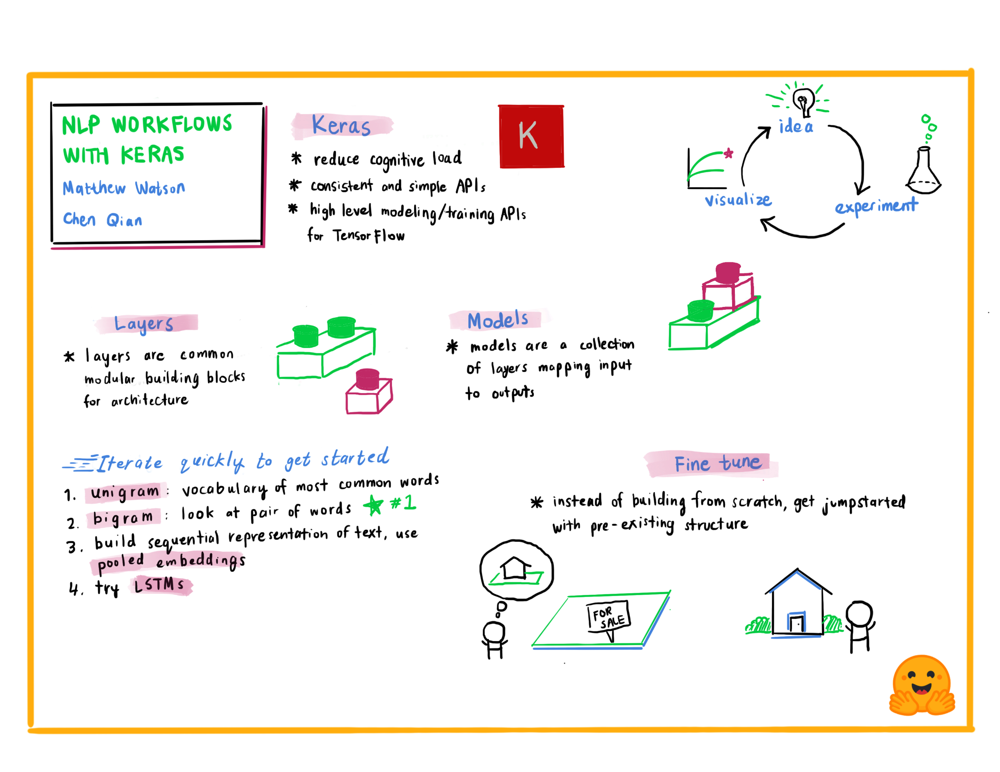 NLP WORKFLOWS
WITH KERAS
Matthew Watson
Chen Qian
Keras
* reduce cognitive load
* consistent and simple APIs
* high level modeling/training APIs
for TensorFlow
K
idea
experiment
visualize
Layers
* layers are common
modular building blocks
for architecture
Models
* models are a collection
of layers mapping input
to outputs
Iterate quickly to get started
1. unigram: vocabulary of most common words
2. bigram: look at pair of words #1
3. build sequential representation of text, use
pooled embeddings
4. try LSTMs
Fine tune
* instead of building from scratch, get jumpstarted
with pre-existing structure
FOR
SALE